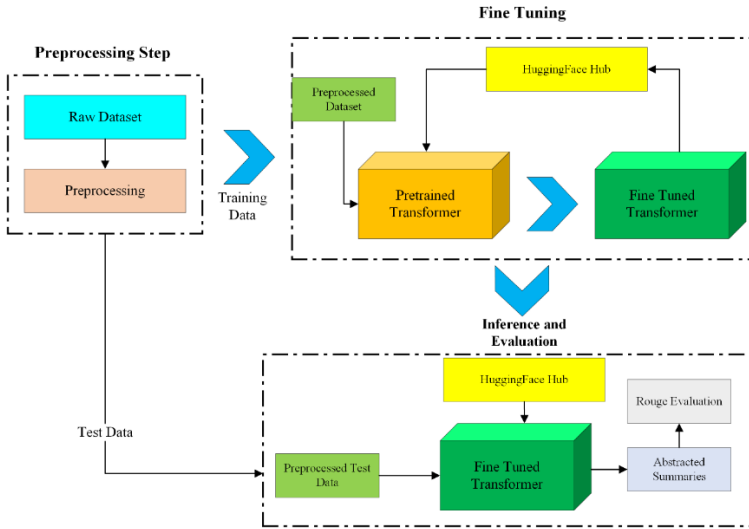 Fine Tuning
Preprocessing Step
Raw Dataset
Preprocessing
Training
Data
Preprocessed
Dataset
HuggingFace Hub
Pretrained
Transformer
Fine Tuned
Transformer
Inference and
Evaluation
HuggingFace Hub
Rouge Evaluation
Test Data
Preprocessed Test
Data
Fine Tuned
Transformer
Abstracted
Summaries